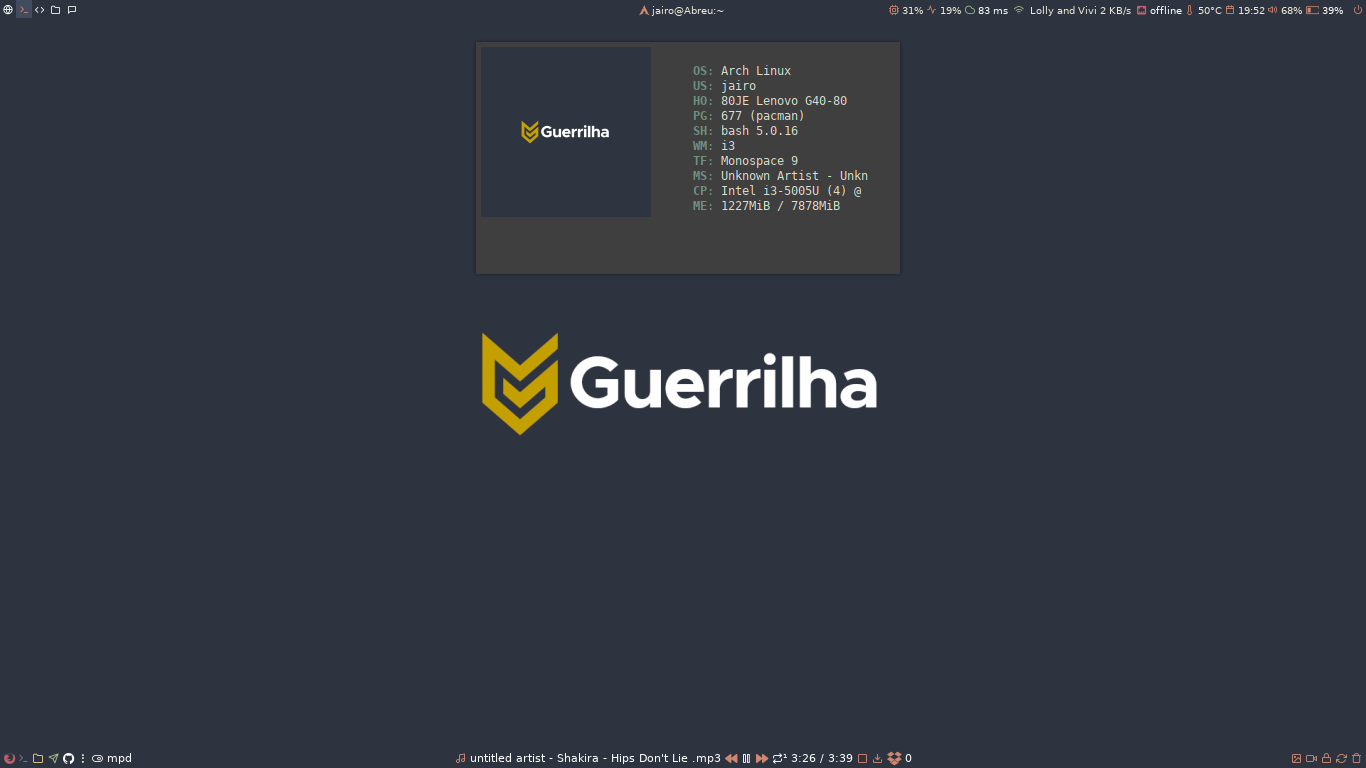 jairo@Abreu:~
31% 19% 83 ms Lolly and Vivi 2 KB/s offline 50°C 19:52 68% 39%
Guerrilha
OS: Arch Linux
US: jairo
HO: 80JE Lenovo G40-80
PG: 677 (pacman)
SH: bash 5.0.16
WM: i3
TF: Monospace 9
MS: Unknown Artist - Unkn
CP: Intel i3-5005U (4) @
ME: 1227MiB / 7878MiB
Guerrilha
mpd
untitled artist - Shakira - Hips Don't Lie .mp3 3:26 / 3:39 0